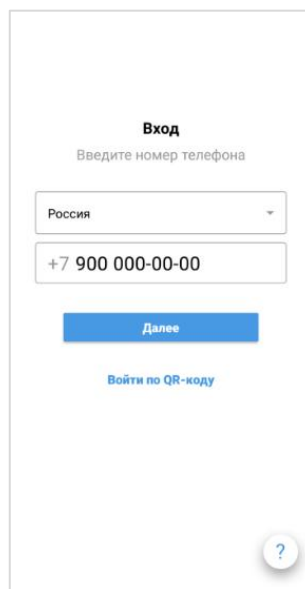 Вход
Введите номер телефона
Россия
+7 900 000-00-00
Далее
Войти по QR-коду
?